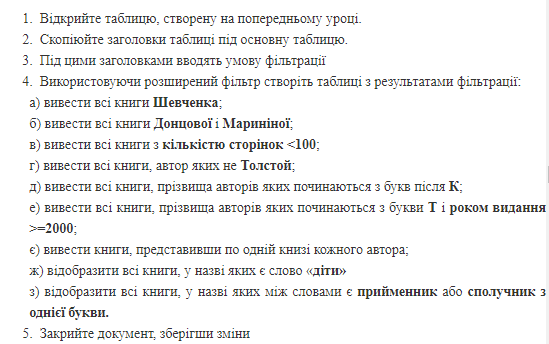 1. Відкрийте таблицю, створену на попередньому уроці.
2. Скопіюйте заголовки таблиці під основну таблицю.
3. Під цими заголовками вводять умову фільтрації
4. Використовуючи розширений фільтр створіть таблиці з результатами фільтрації:
а) вивести всі книги Шевченка;
б) вивести всі книги Донцової і Мариніної;
в) вивести всі книги з кількістю сторінок <100;
г) вивести всі книги, автор яких не Толстой;
д) вивести всі книги, прізвища авторів яких починаються з букв після К;
е) вивести всі книги, прізвища авторів яких починаються з букви Т і роком видання
>=2000;
є) вивести книги, представивши по одній книзі кожного автора;
ж) відобразити всі книги, у назві яких є слово «діти»
з) відобразити всі книги, у назві яких між словами є прийменник або сполучник з
однієї букви.
5. Закрийте документ, зберігши зміни